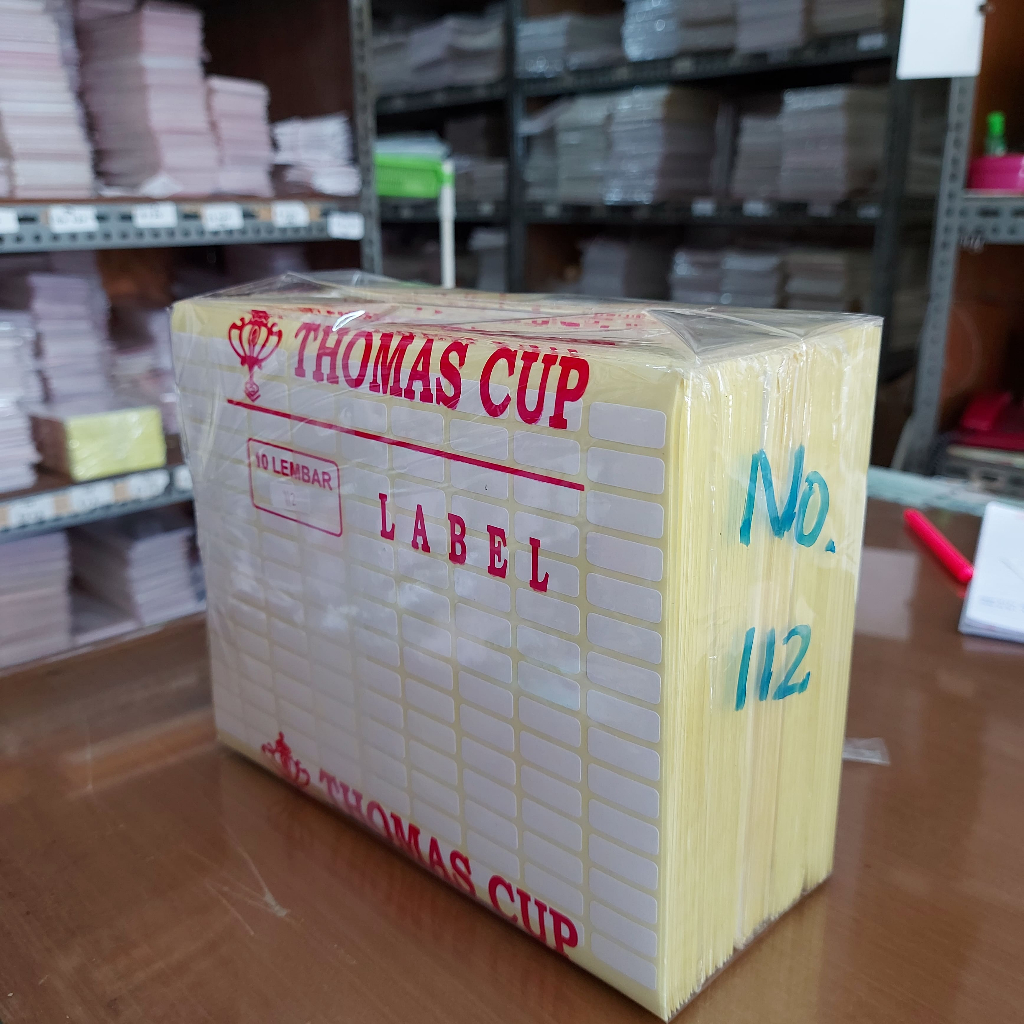 THOMAS CUP
10 LEMBAR
LABEL
THOMAS CUP
No.
112